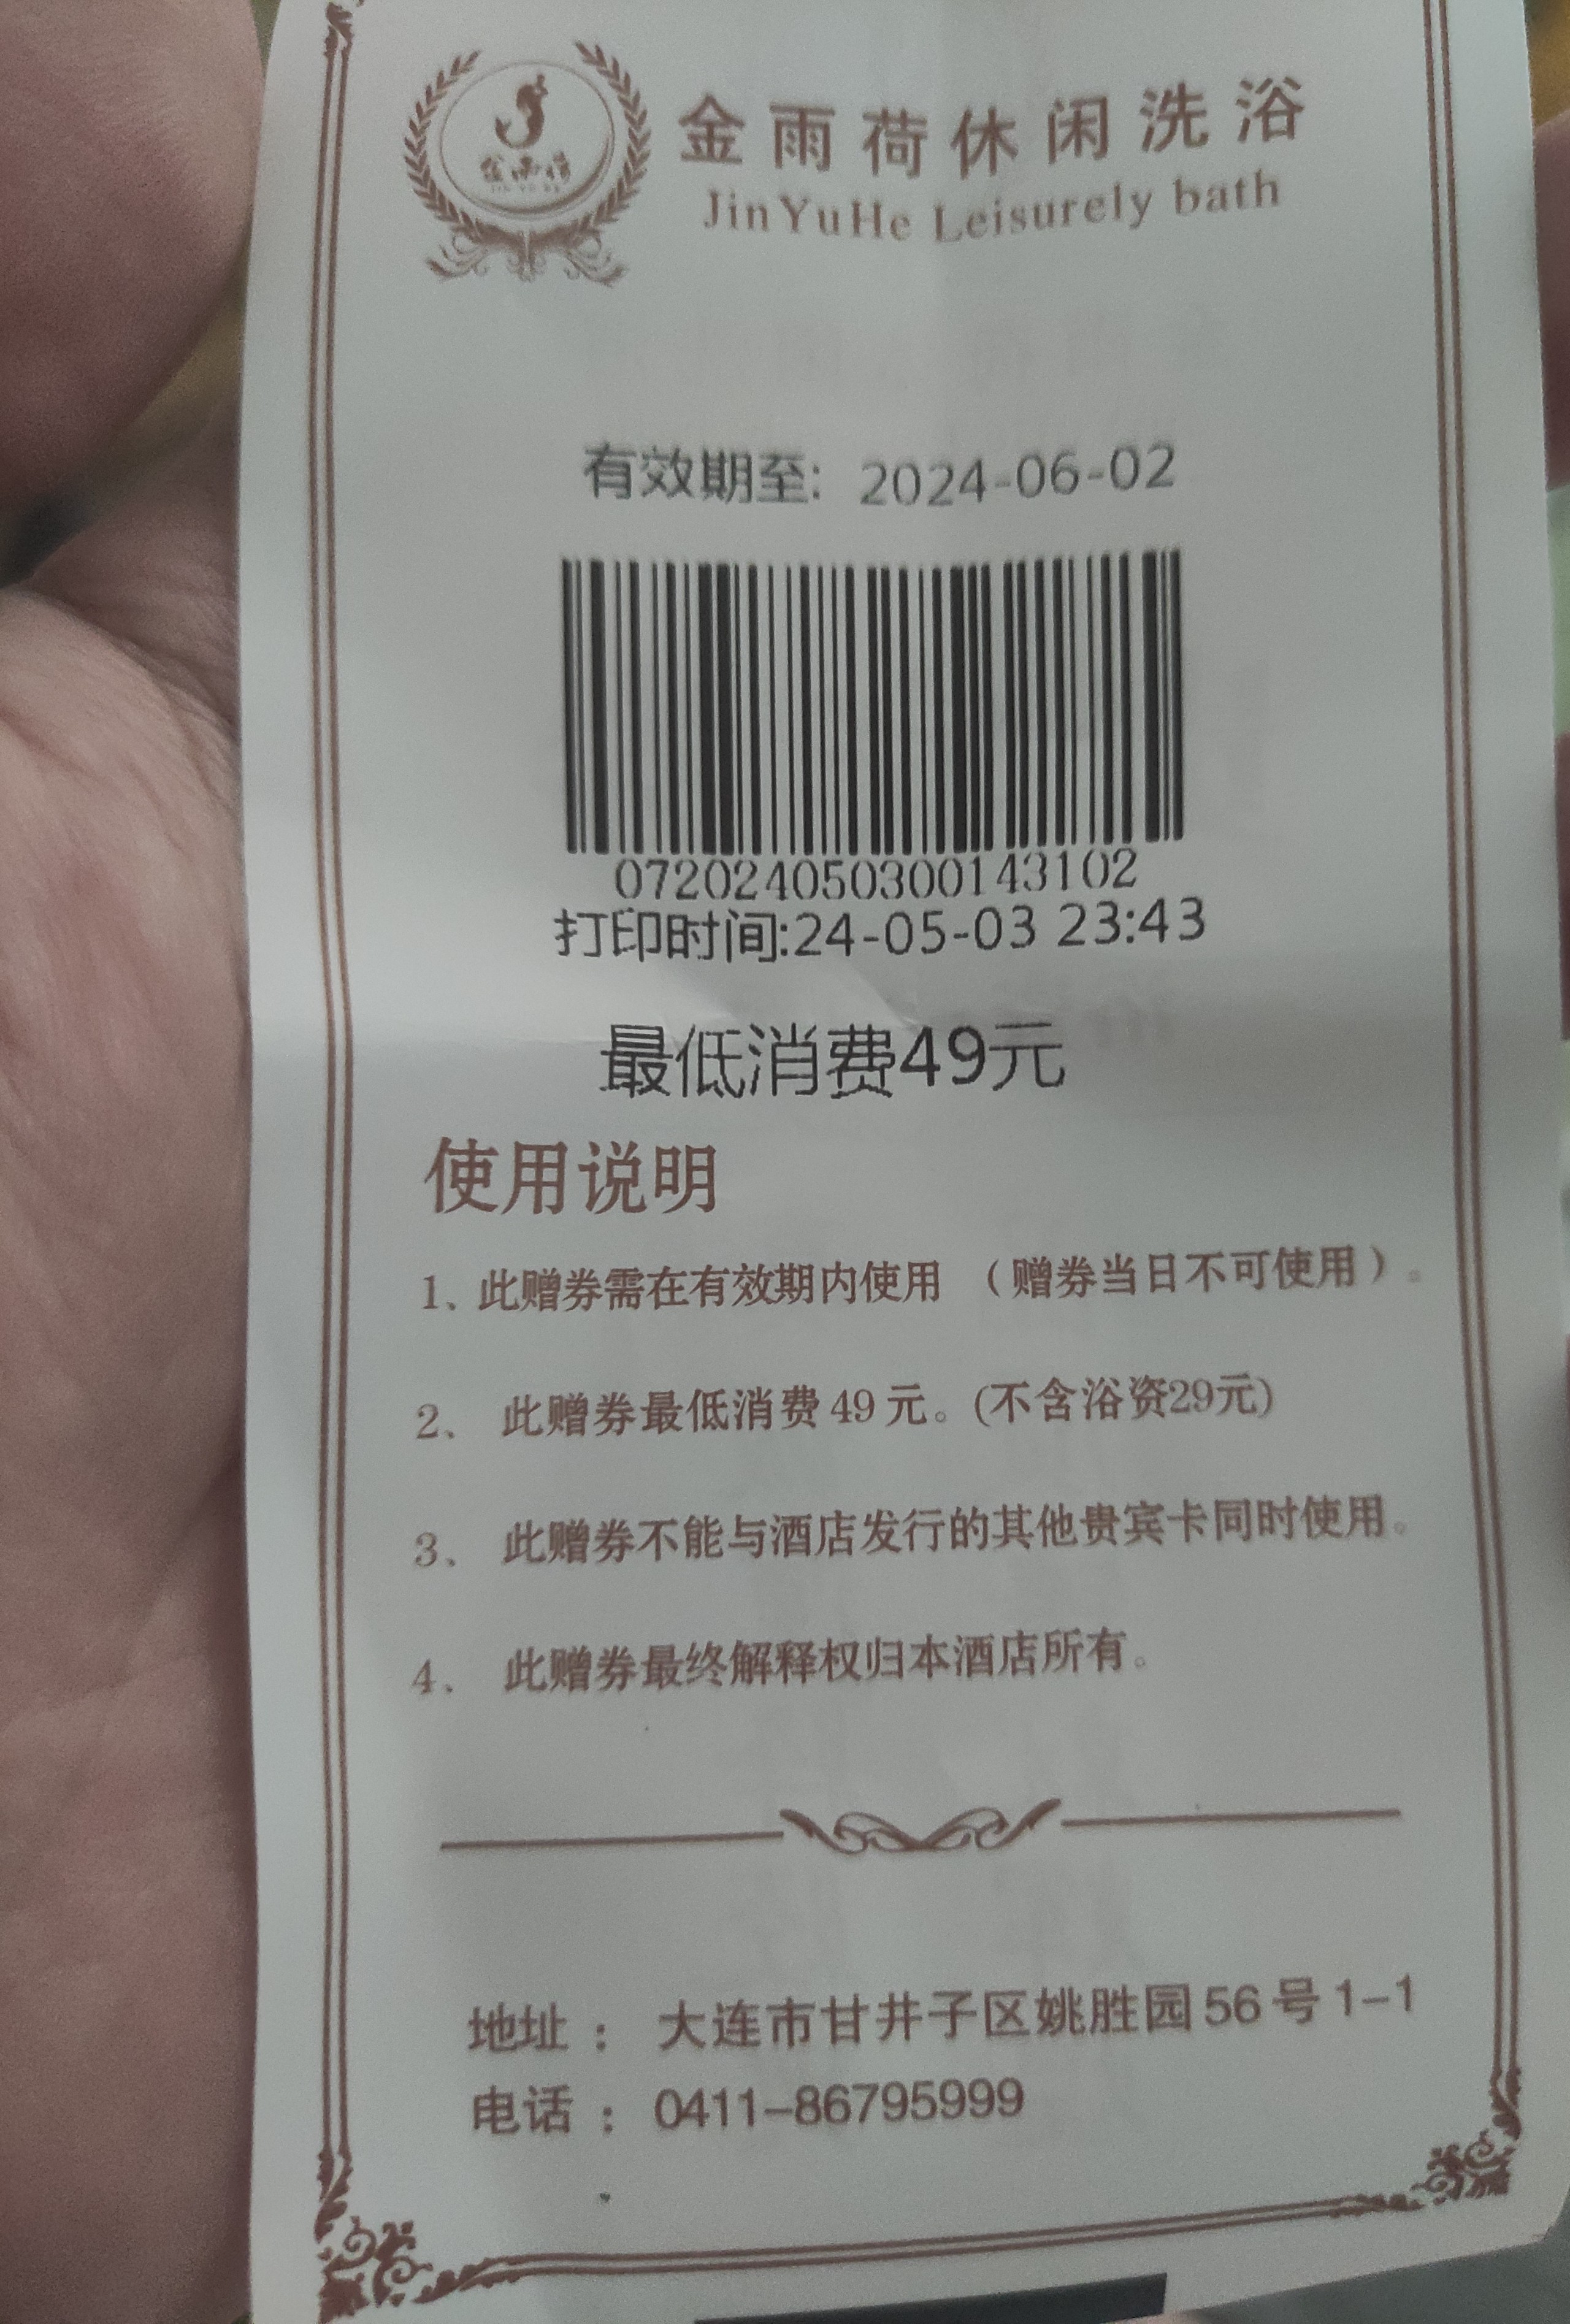 金雨荷
JIN YU HE
金雨荷休闲洗浴
JinYuHe Leisurely bath
有效期至: 2024-06-02
072024050300143102
打印时间:24-05-03 23:43
最低消费49元
使用说明
1、此赠券需在有效期内使用 （赠券当日不可使用）。
2、 此赠券最低消费49元。(不含浴资29元)
3、 此赠券不能与酒店发行的其他贵宾卡同时使用。
4、 此赠券最终解释权归本酒店所有。
地址 ： 大连市甘井子区姚胜园56号1-1
电话 ： 0411-86795999